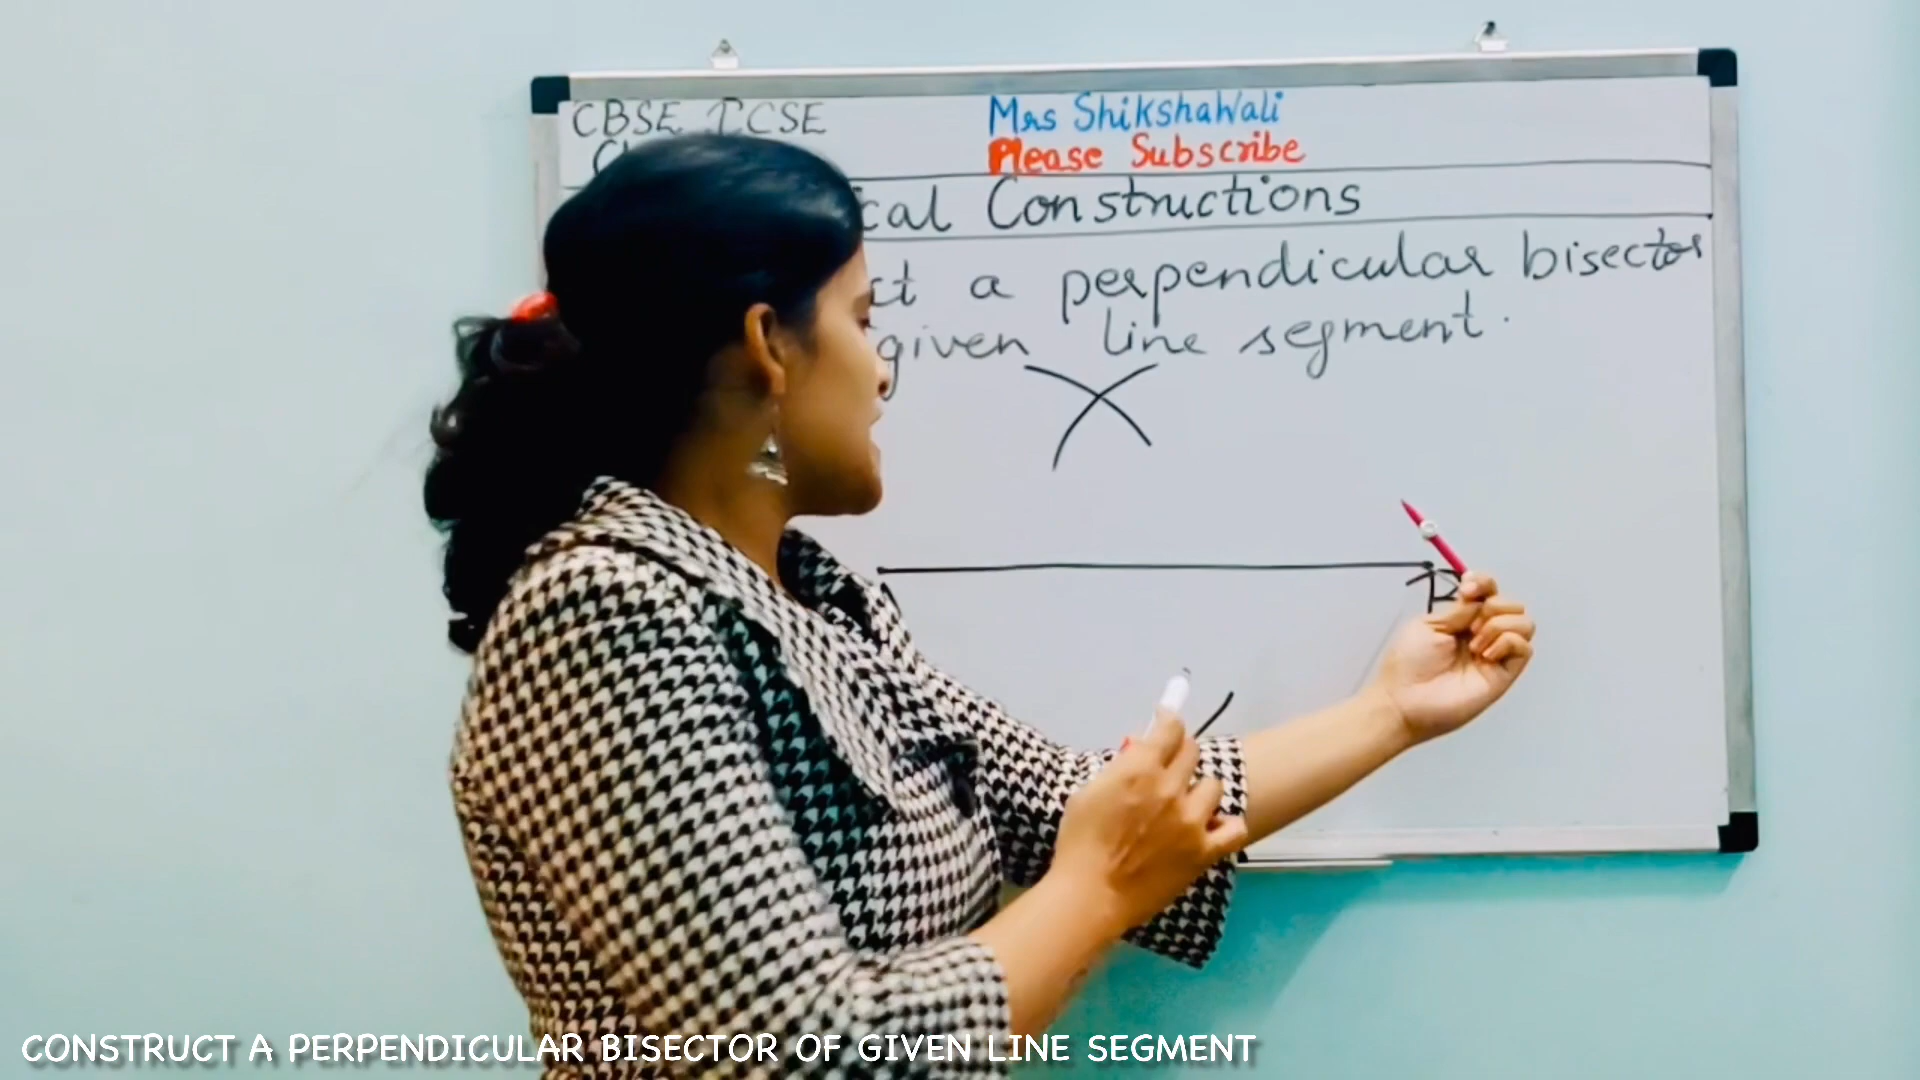 CBSE ICSE
Mrs ShikshaWali
Please Subscribe
cal Constructions
ct a perpendicular bisector
given line segment.
B
CONSTRUCT A PERPENDICULAR BISECTOR OF GIVEN LINE SEGMENT